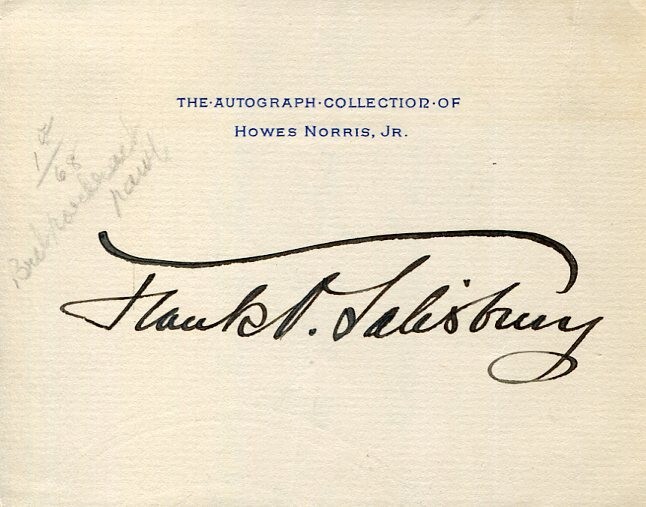 THE·AUTOGRAPH·COLLECTION·OF
HOWES NORRIS, JR.
Frank O. Salisbury